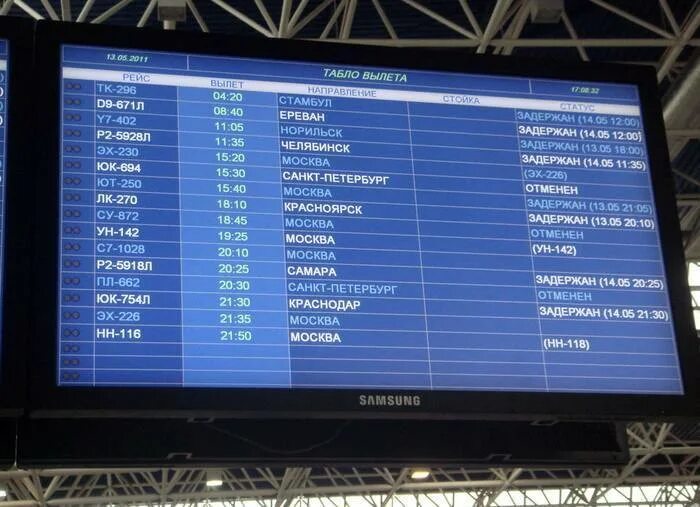 13.05.2011 ТАБЛО ВЫЛЕТА 17:08:32
РЕЙС ВЫЛЕТ НАПРАВЛЕНИЕ СТОЙКА СТАТУС
ТК-296 04:20 СТАМБУЛ ЗАДЕРЖАН (14.05 12:00)
D9-671Л 08:40 ЕРЕВАН ЗАДЕРЖАН (14.05 12:00)
Y7-402 11:05 НОРИЛЬСК ЗАДЕРЖАН (13.05 18:00)
Р2-5928Л 11:35 ЧЕЛЯБИНСК ЗАДЕРЖАН (14.05 11:35)
ЭХ-230 15:20 МОСКВА (ЭХ-226)
ЮК-694 15:30 САНКТ-ПЕТЕРБУРГ ОТМЕНЕН
ЮТ-250 15:40 МОСКВА ЗАДЕРЖАН (13.05 21:05)
ЛК-270 18:10 КРАСНОЯРСК ЗАДЕРЖАН (13.05 20:10)
СУ-872 18:45 МОСКВА ОТМЕНЕН
УН-142 19:25 МОСКВА (УН-142)
С7-1028 20:10 МОСКВА
Р2-5918Л 20:25 САМАРА ЗАДЕРЖАН (14.05 20:25)
ПЛ-662 20:30 САНКТ-ПЕТЕРБУРГ ОТМЕНЕН
ЮК-754Л 21:30 КРАСНОДАР ЗАДЕРЖАН (14.05 21:30)
ЭХ-226 21:35 МОСКВА
НН-116 21:50 МОСКВА (НН-118)
SAMSUNG